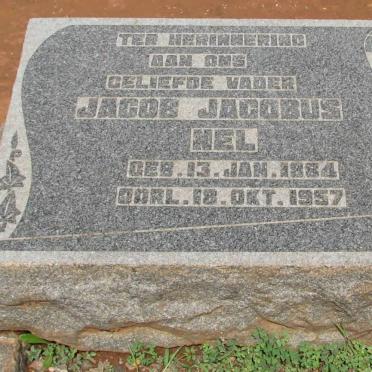 TER HERINNERING
AAN ONS
GELIEFDE VADER
JACOB JACOBUS
NEL
GEB. 13. JAN. 1884
OORL. 18. OKT. 1957